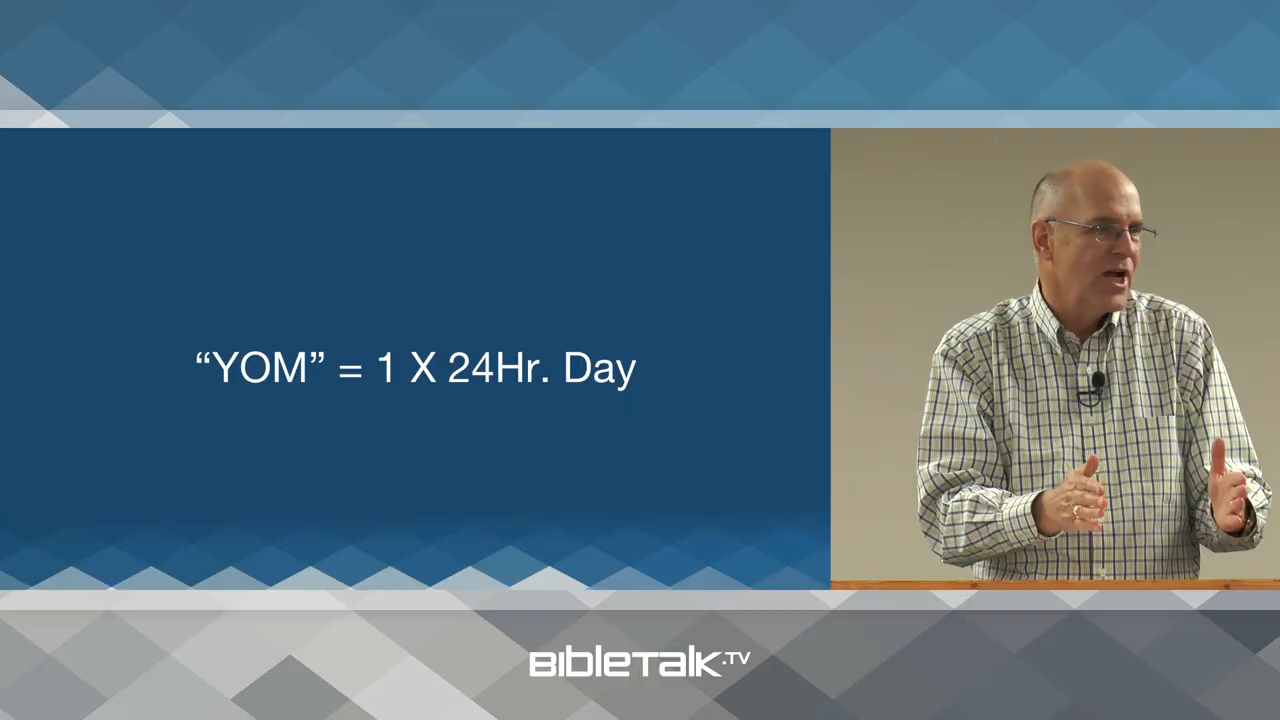 “YOM” = 1 X 24Hr. Day
BIBLETALK.TV